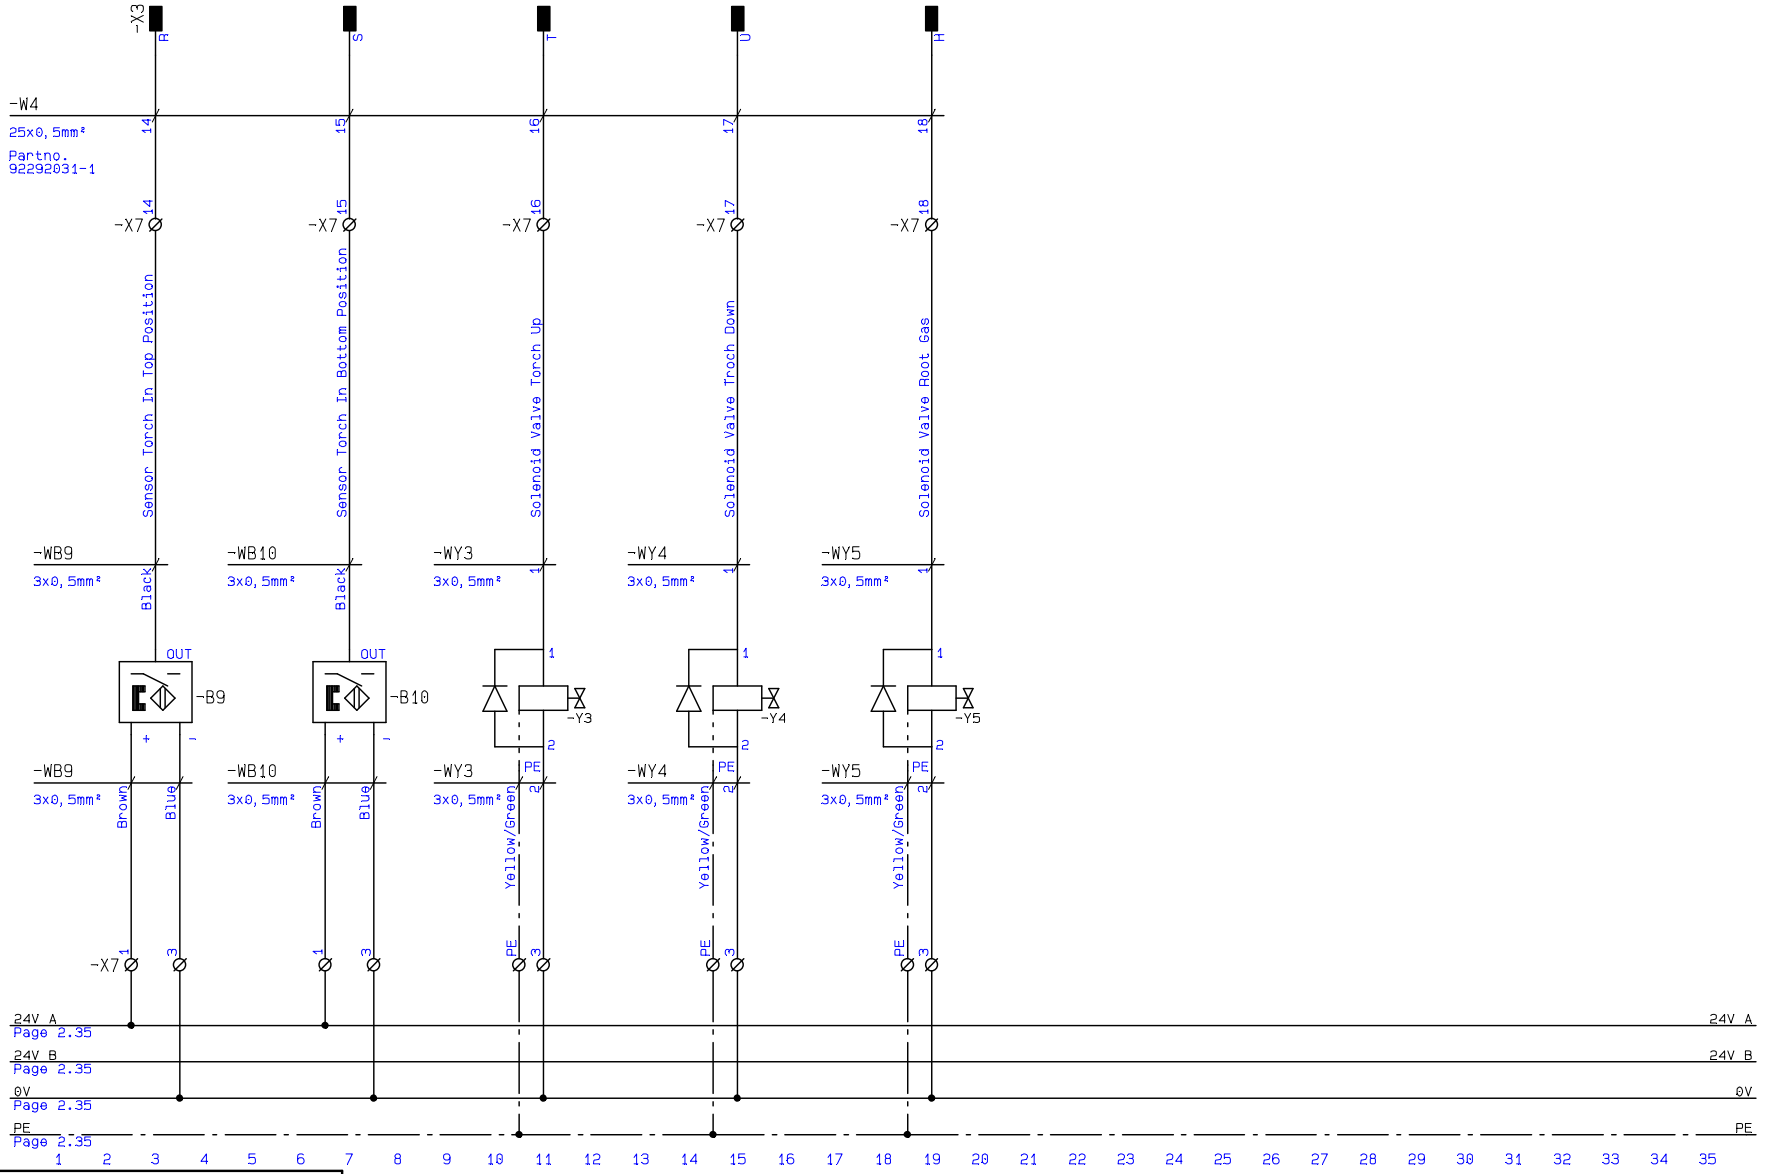 -X3
R S T U H
-W4
25x0,5mm²
Partno.
92292031-1
14 15 16 17 18
14 15 16 17 18
-X7 -X7 -X7 -X7 -X7
Sensor Torch In Top Position
Sensor Torch In Bottom Position
Solenoid Valve Torch Up
Solenoid Valve Troch Down
Solenoid Valve Root Gas
-WB9 -WB10 -WY3 -WY4 -WY5
3x0,5mm² 3x0,5mm² 3x0,5mm² 3x0,5mm² 3x0,5mm²
Black Black 1 1 1
OUT OUT 1 1 1
-B9 -B10 -Y3 -Y4 -Y5
+ - + - 2 2 2
-WB9 -WB10 -WY3 PE -WY4 PE -WY5 PE
3x0,5mm² 3x0,5mm² 3x0,5mm² 2 3x0,5mm² 2 3x0,5mm² 2
Brown Blue Brown Blue Yellow/Green Yellow/Green Yellow/Green
1 3 1 3 PE 3 PE 3 PE 3
-X7
24V A 24V A
Page 2.35
24V B 24V B
Page 2.35
0V 0V
Page 2.35
PE PE
Page 2.35
1 2 3 4 5 6 7 8 9 10 11 12 13 14 15 16 17 18 19 20 21 22 23 24 25 26 27 28 29 30 31 32 33 34 35